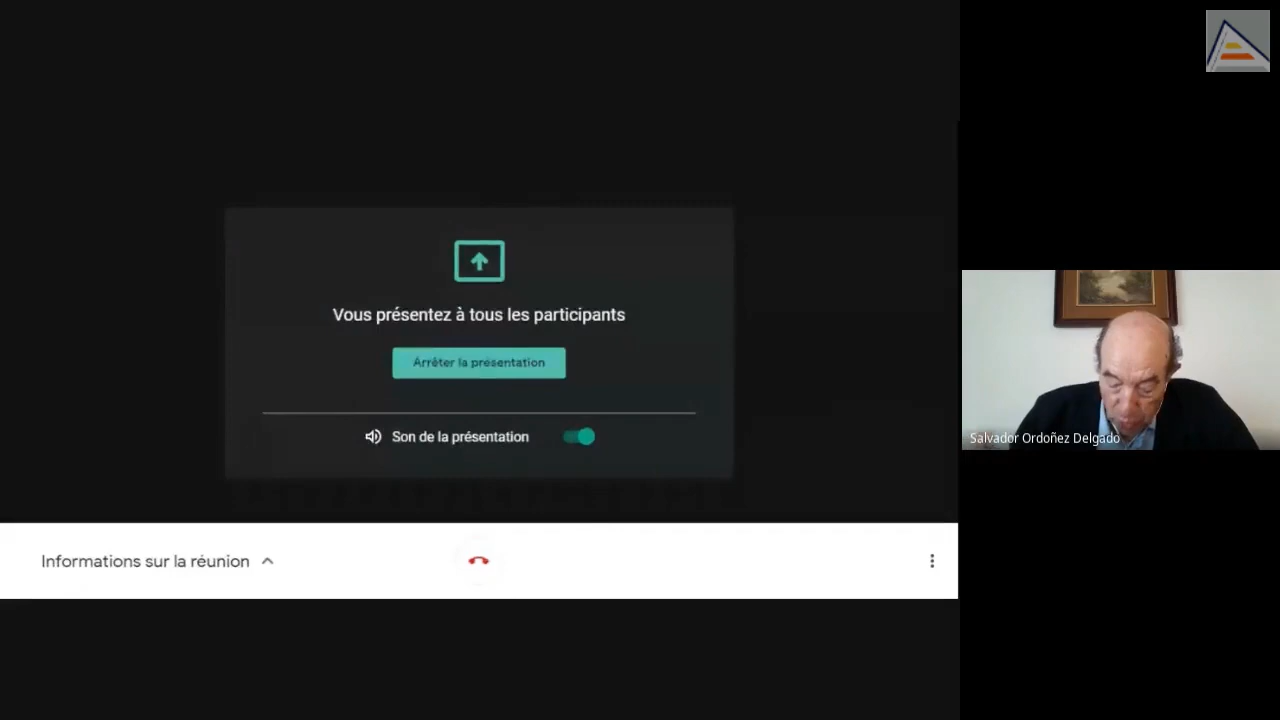 Vous présentez à tous les participants
Arrêter la présentation
Son de la présentation
Informations sur la réunion
Salvador Ordoñez Delgado